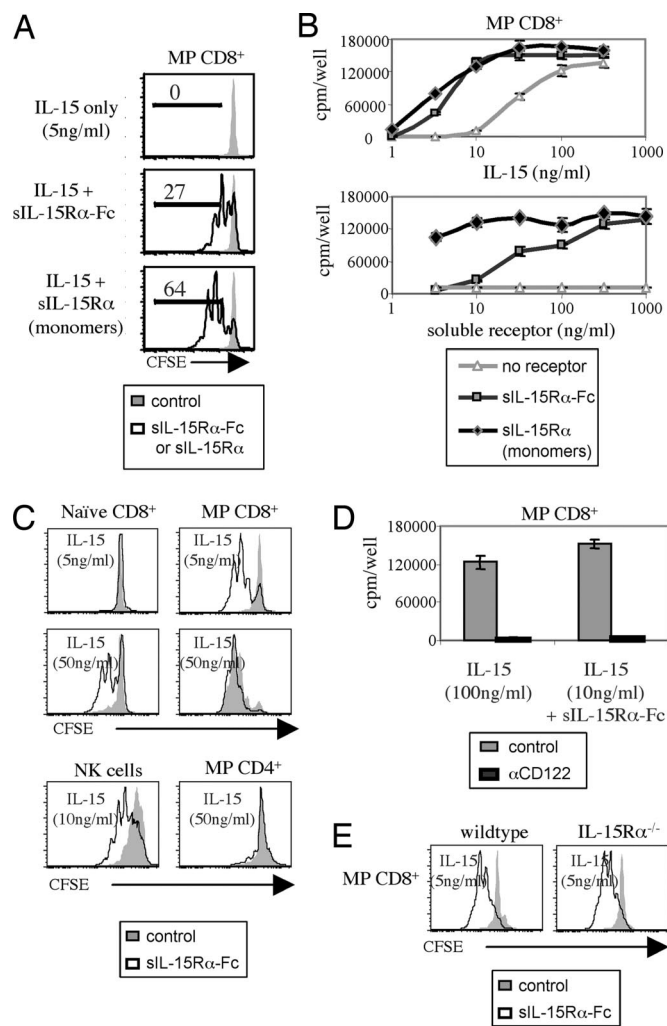 A
MP CD8+
IL-15 only
(5ng/ml)
0
IL-15 +
sIL-15Rα-Fc
27
IL-15 +
sIL-15Rα
(monomers)
64
CFSE
control
sIL-15Rα-Fc
or sIL-15Rα
B
MP CD8+
cpm/well
180000
120000
60000
0
1 10 100 1000
IL-15 (ng/ml)
cpm/well
180000
120000
60000
0
1 10 100 1000
soluble receptor (ng/ml)
no receptor
sIL-15Rα-Fc
sIL-15Rα
(monomers)
C
Naïve CD8+
MP CD8+
IL-15
(5ng/ml)
IL-15
(5ng/ml)
IL-15
(50ng/ml)
IL-15
(50ng/ml)
CFSE
NK cells
MP CD4+
IL-15
(10ng/ml)
IL-15
(50ng/ml)
CFSE
control
sIL-15Rα-Fc
D
MP CD8+
cpm/well
180000
120000
60000
0
IL-15
(100ng/ml)
IL-15
(10ng/ml)
+ sIL-15Rα-Fc
control
αCD122
E
wildtype
IL-15Rα-/-
MP CD8+
IL-15
(5ng/ml)
IL-15
(5ng/ml)
CFSE
control
sIL-15Rα-Fc